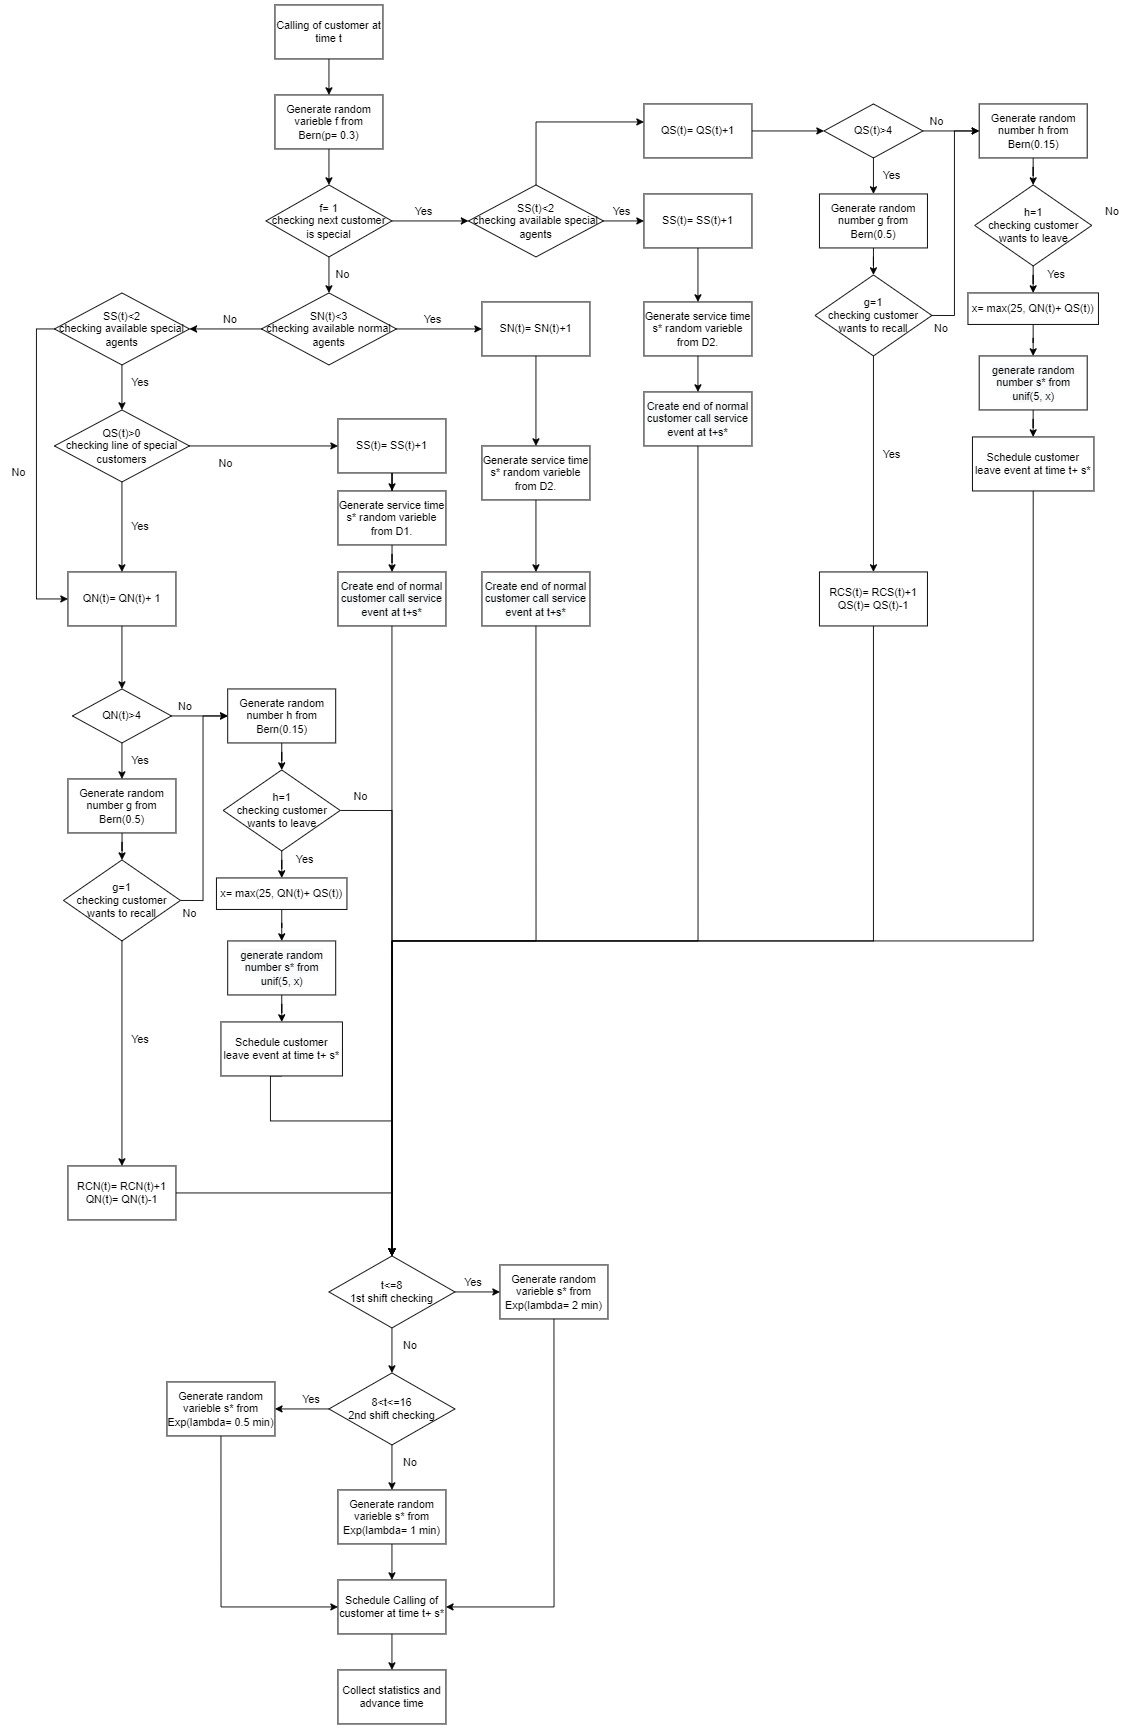 Calling of customer at
time t
Generate random
varieble f from
Bern(p= 0.3)
f= 1
checking next customer
is special
Yes
SS(t)<2
checking available special
agents
Yes
QS(t)= QS(t)+1
SS(t)= SS(t)+1
Generate service time
s* random varieble
from D2.
Create end of normal
customer call service
event at t+s*
QS(t)>4
No
Yes
Generate random
number g from
Bern(0.5)
g=1
checking customer
wants to recall
No
Yes
RCS(t)= RCS(t)+1
QS(t)= QS(t)-1
Generate random
number h from
Bern(0.15)
h=1
checking customer
wants to leave
No
Yes
x= max(25, QN(t)+ QS(t))
generate random
number s* from
unif(5, x)
Schedule customer
leave event at time t+ s*
No
SN(t)<3
checking available normal
agents
Yes
SN(t)= SN(t)+1
Generate service time
s* random varieble
from D2.
Create end of normal
customer call service
event at t+s*
No
SS(t)<2
checking available special
agents
Yes
No
QS(t)>0
checking line of special
customers
No
SS(t)= SS(t)+1
Generate service time
s* random varieble
from D1.
Create end of normal
customer call service
event at t+s*
Yes
QN(t)= QN(t)+ 1
QN(t)>4
No
Yes
Generate random
number g from
Bern(0.5)
g=1
checking customer
wants to recall
No
Yes
Generate random
number h from
Bern(0.15)
h=1
checking customer
wants to leave
No
Yes
x= max(25, QN(t)+ QS(t))
generate random
number s* from
unif(5, x)
Schedule customer
leave event at time t+ s*
RCN(t)= RCN(t)+1
QN(t)= QN(t)-1
t<=8
1st shift checking
Yes
Generate random
variable s* from
Exp(lambda= 2 min)
No
8<t<=16
2nd shift checking
Yes
Generate random
variable s* from
Exp(lambda= 0.5 min)
No
Generate random
varieble s* from
Exp(lambda= 1 min)
Schedule Calling of
customer at time t+ s*
Collect statistics and
advance time